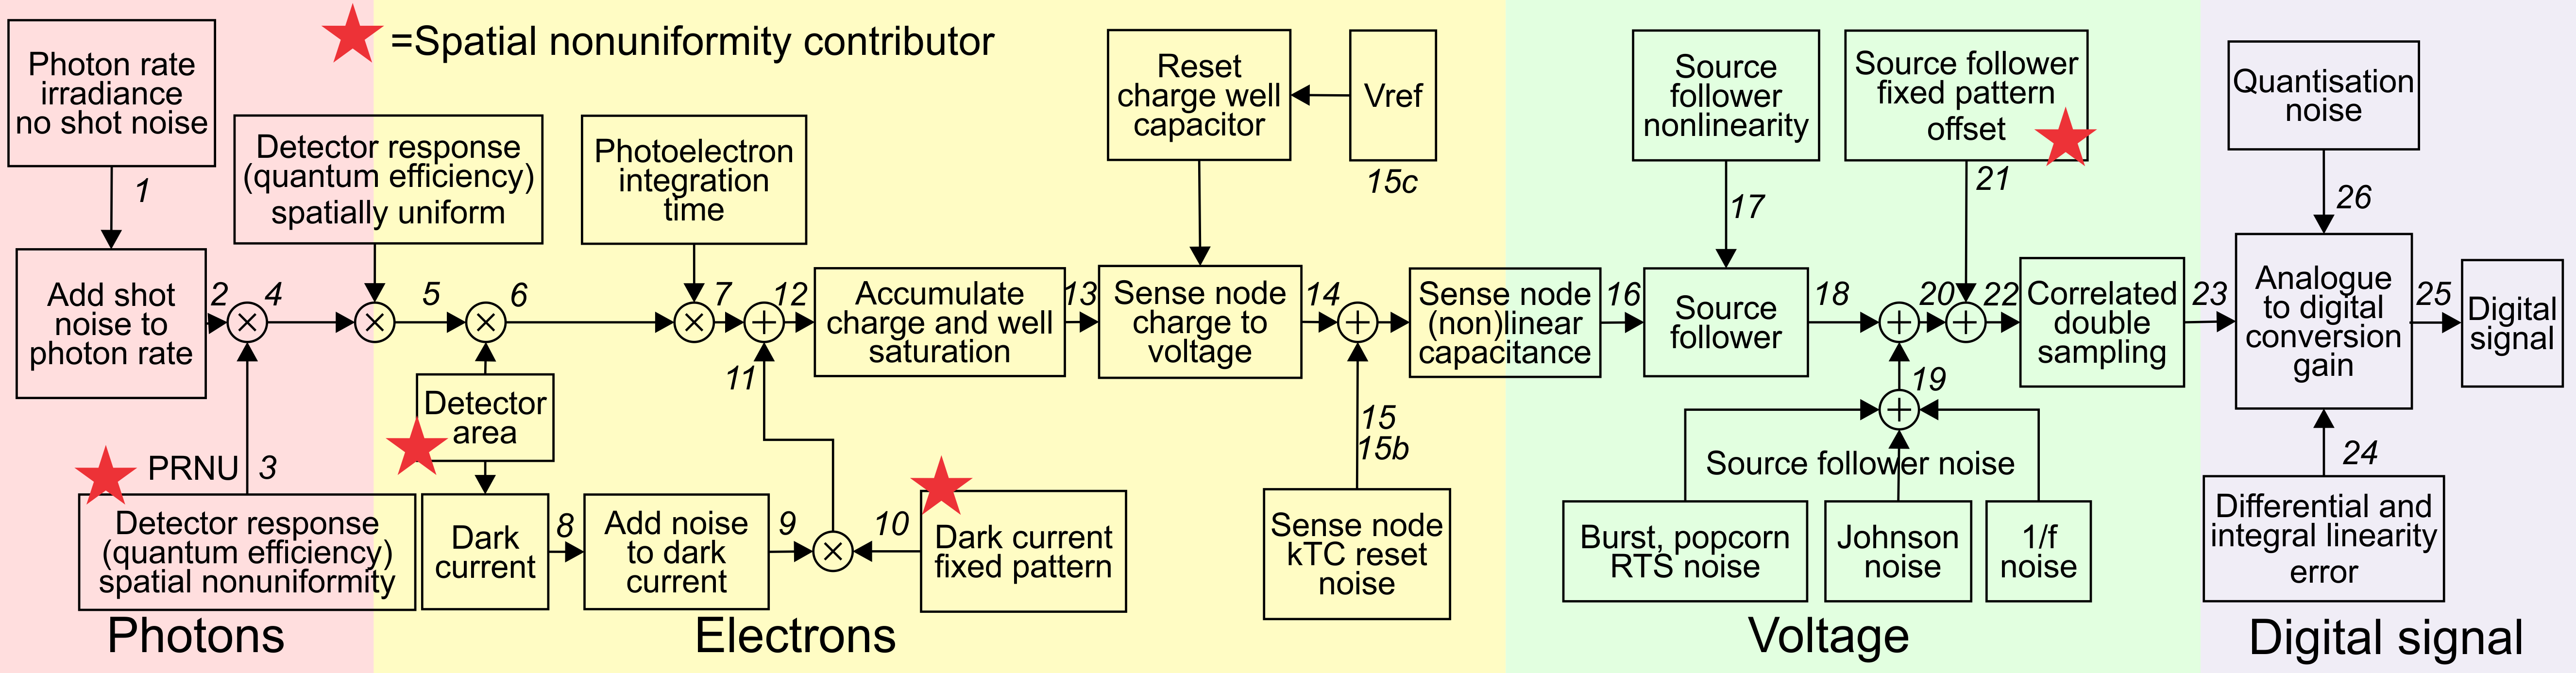 =Spatial nonuniformity contributor
Photon rate
irradiance
no shot noise
1
Add shot
noise to
photon rate
2
4
PRNU
3
Detector response
(quantum efficiency)
spatial nonuniformity
Photons
Detector response
(quantum efficiency)
spatially uniform
5
6
Detector
area
Dark
current
8
Add noise
to dark
current
9
10
Dark current
fixed pattern
11
Photoelectron
integration
time
7
12
Accumulate
charge and well
saturation
13
Electrons
Reset
charge well
capacitor
Vref
15c
Sense node
charge to
voltage
14
15
15b
Sense node
kTC reset
noise
Sense node
(non)linear
capacitance
16
Source
follower
nonlinearity
17
Source
follower
18
Source follower
fixed pattern
offset
21
20
22
19
Source follower noise
Burst, popcorn
RTS noise
Johnson
noise
1/f
noise
Correlated
double
sampling
23
Voltage
Quantisation
noise
26
Analogue
to digital
conversion
gain
25
Digital
signal
24
Differential and
integral linearity
error
Digital signal